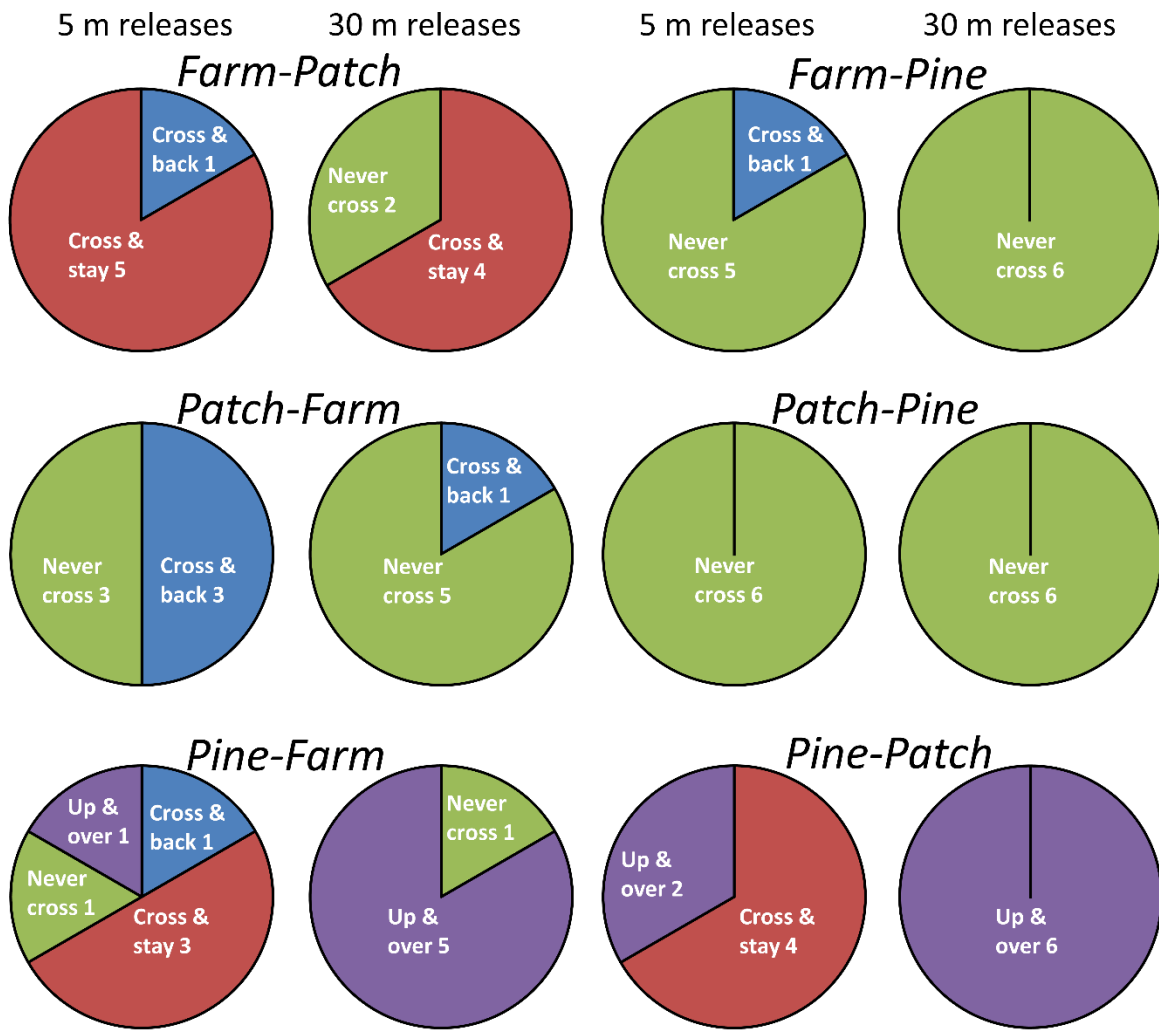 5 m releases
30 m releases
5 m releases
30 m releases
Farm-Patch
Farm-Pine
Cross &
back 1
Cross &
stay 5
Never
cross 2
Cross &
stay 4
Cross &
back 1
Never
cross 5
Never
cross 6
Patch-Farm
Patch-Pine
Never
cross 3
Cross &
back 3
Cross &
back 1
Never
cross 5
Never
cross 6
Never
cross 6
Pine-Farm
Pine-Patch
Up &
over 1
Cross &
back 1
Never
cross 1
Cross &
stay 3
Never
cross 1
Up &
over 5
Up &
over 2
Cross &
stay 4
Up &
over 6